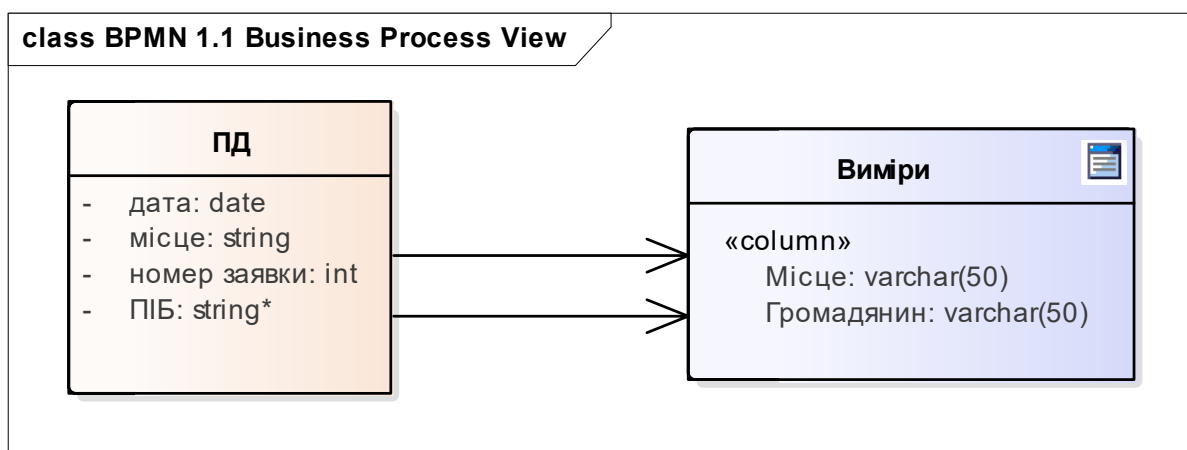 class BPMN 1.1 Business Process View
ПД
- дата: date
- місце: string
- номер заявки: int
- ПІБ: string*
Виміри
«column»
Місце: varchar(50)
Громадянин: varchar(50)